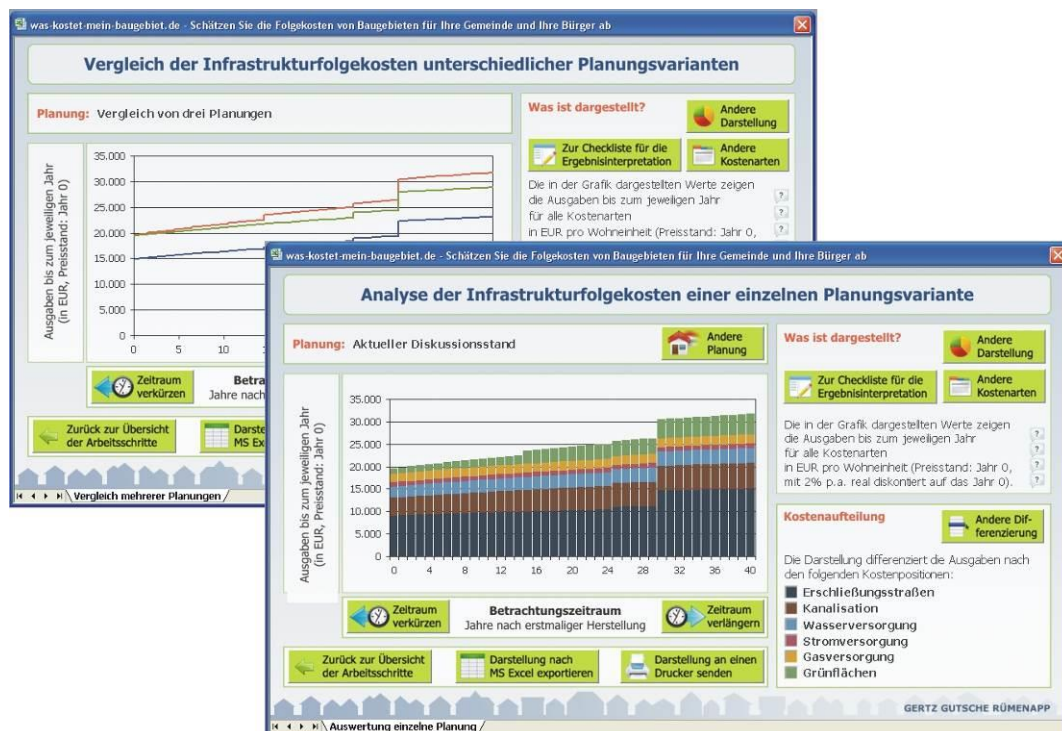 was-kostet-mein-baugebiet.de - Schätzen Sie die Folgekosten von Baugebieten für Ihre Gemeinde und Ihre Bürger ab
Vergleich der Infrastrukturfolgekosten unterschiedlicher Planungsvarianten
Planung: Vergleich von drei Planungen
Was ist dargestellt?
Andere
Darstellung
Zur Checkliste für die
Ergebnisinterpretation
Andere
Kostenarten
Die in der Grafik dargestellten Werte zeigen
die Ausgaben bis zum jeweiligen Jahr
für alle Kostenarten
in EUR pro Wohneinheit (Preisstand: Jahr 0,
?
?
?
Ausgaben bis zum jeweiligen Jahr
(in EUR, Preisstand: Jahr 0)
35.000
30.000
25.000
20.000
15.000
10.000
5.000
0
0 5 10
Zeitraum
verkürzen
Betra
Jahre nach
Zurück zur Übersicht
der Arbeitsschritte
Darste
MS Exc
Vergleich mehrerer Planungen
was-kostet-mein-baugebiet.de - Schätzen Sie die Folgekosten von Baugebieten für Ihre Gemeinde und Ihre Bürger ab
Analyse der Infrastrukturfolgekosten einer einzelnen Planungsvariante
Planung: Aktueller Diskussionsstand
Andere
Planung
Was ist dargestellt?
Andere
Darstellung
Zur Checkliste für die
Ergebnisinterpretation
Andere
Kostenarten
Die in der Grafik dargestellten Werte zeigen
die Ausgaben bis zum jeweiligen Jahr
für alle Kostenarten
in EUR pro Wohneinheit (Preisstand: Jahr 0,
mit 2% p.a. real diskontiert auf das Jahr 0).
?
?
?
?
Ausgaben bis zum jeweiligen Jahr
(in EUR, Preisstand: Jahr 0)
35.000
30.000
25.000
20.000
15.000
10.000
5.000
0
0 4 8 12 16 20 24 28 32 36 40
Kostenaufteilung
Andere Dif-
ferenzierung
Die Darstellung differenziert die Ausgaben nach
den folgenden Kostenpositionen:
Erschließungsstraßen
Kanalisation
Wasserversorgung
Stromversorgung
Gasversorgung
Grünflächen
Zeitraum
verkürzen
Betrachtungszeitraum
Jahre nach erstmaliger Herstellung
Zeitraum
verlängern
Zurück zur Übersicht
der Arbeitsschritte
Darstellung nach
MS Excel exportieren
Darstellung an einen
Drucker senden
GERTZ GUTSCHE RÜMENAPP
Auswertung einzelne Planung